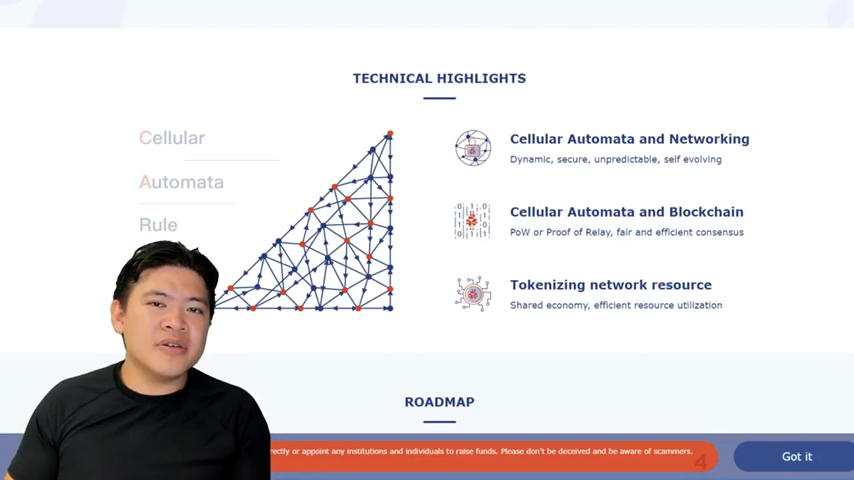 TECHNICAL HIGHLIGHTS
Cellular
Automata
Rule
Cellular Automata and Networking
Dynamic, secure, unpredictable, self evolving
Cellular Automata and Blockchain
PoW or Proof of Relay, fair and efficient consensus
Tokenizing network resource
Shared economy, efficient resource utilization
ROADMAP
or appoint any institutions and individuals to raise funds. Please don't be deceived and be aware of scammers.
4
Got it